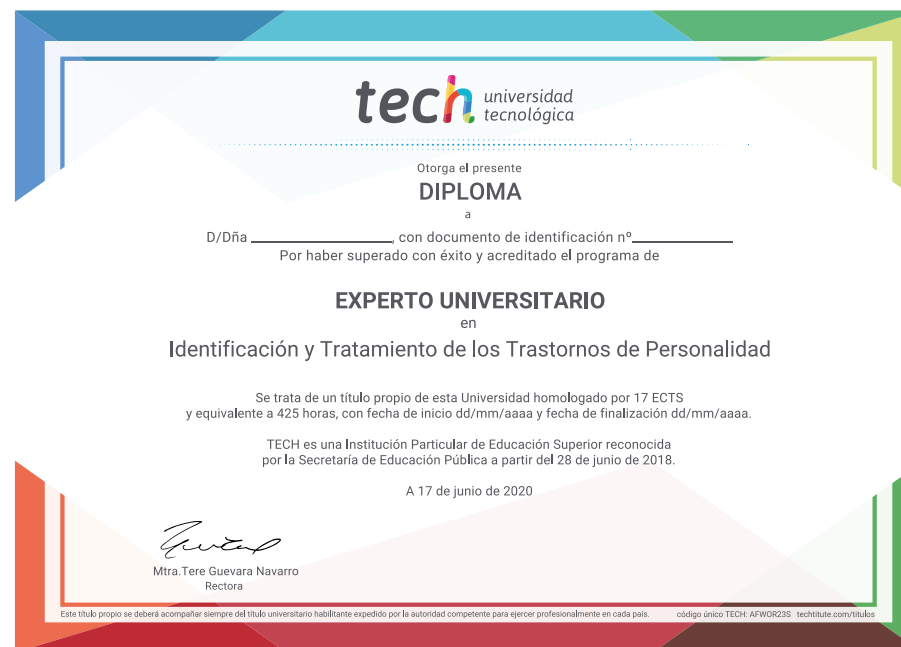 tech universidad
tecnológica
Otorga el presente
DIPLOMA
a
D/Dña ____________________, con documento de identificación nº______________
Por haber superado con éxito y acreditado el programa de
EXPERTO UNIVERSITARIO
en
Identificación y Tratamiento de los Trastornos de Personalidad
Se trata de un título propio de esta Universidad homologado por 17 ECTS
y equivalente a 425 horas, con fecha de inicio dd/mm/aaaa y fecha de finalización dd/mm/aaaa.
TECH es una Institución Particular de Educación Superior reconocida
por la Secretaría de Educación Pública a partir del 28 de junio de 2018.
A 17 de junio de 2020
Mtra.Tere Guevara Navarro
Rectora
Este título propio se deberá acompañar siempre del título universitario habilitante expedido por la autoridad competente para ejercer profesionalmente en cada país. código único TECH: AFWOR23S techtitute.com/titulos